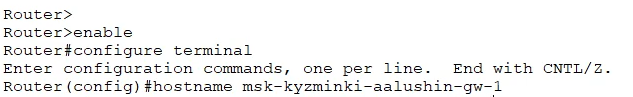 Router>
Router>enable
Router#configure terminal
Enter configuration commands, one per line.  End with CNTL/Z.
Router(config)#hostname msk-kyzminki-aalushin-gw-1